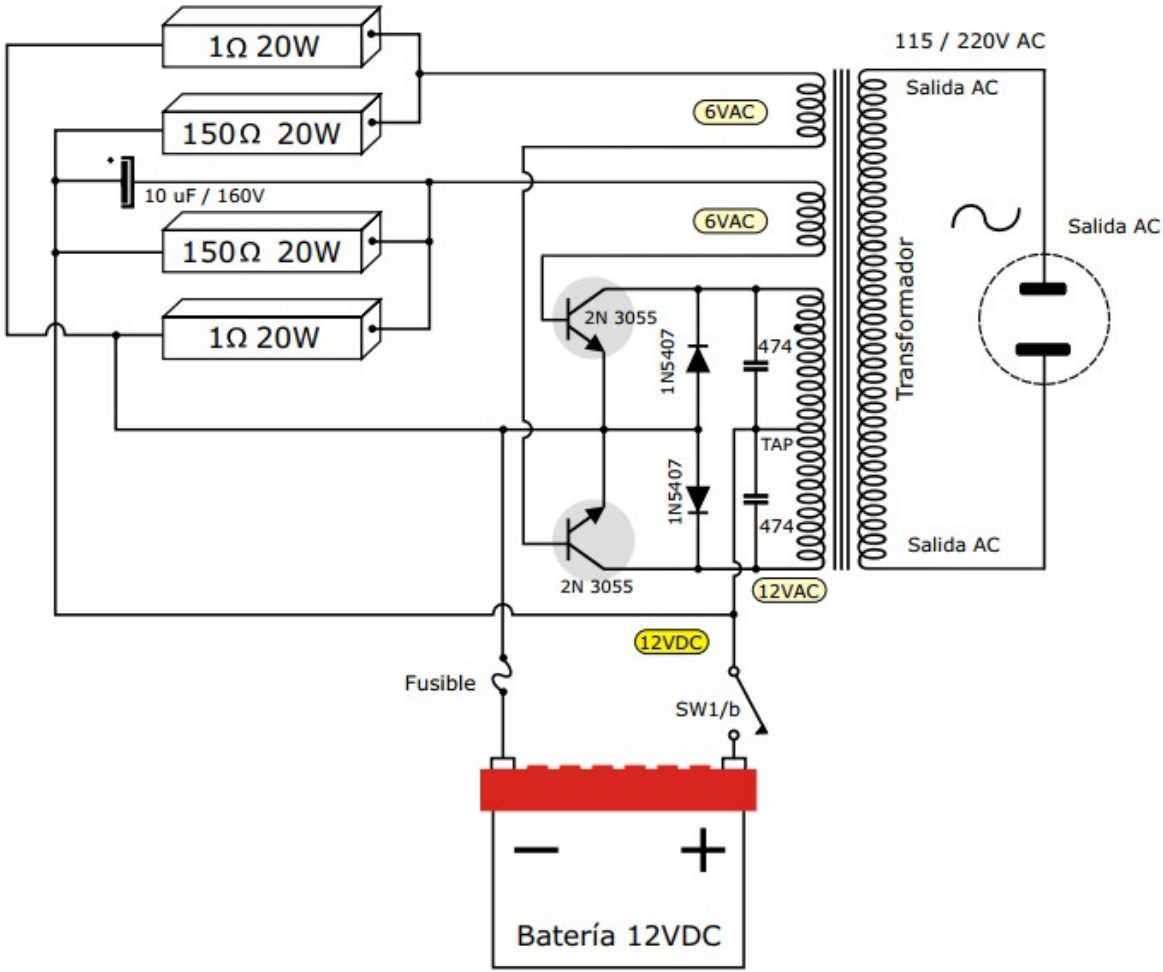 1Ω 20W
150Ω 20W
10 uF / 160V
150Ω 20W
1Ω 20W
6VAC
6VAC
115 / 220V AC
Salida AC
Transformador
Salida AC
Salida AC
2N 3055
1N5407
474
TAP
1N5407
474
2N 3055
12VAC
12VDC
Fusible
SW1/b
− +
Batería 12VDC